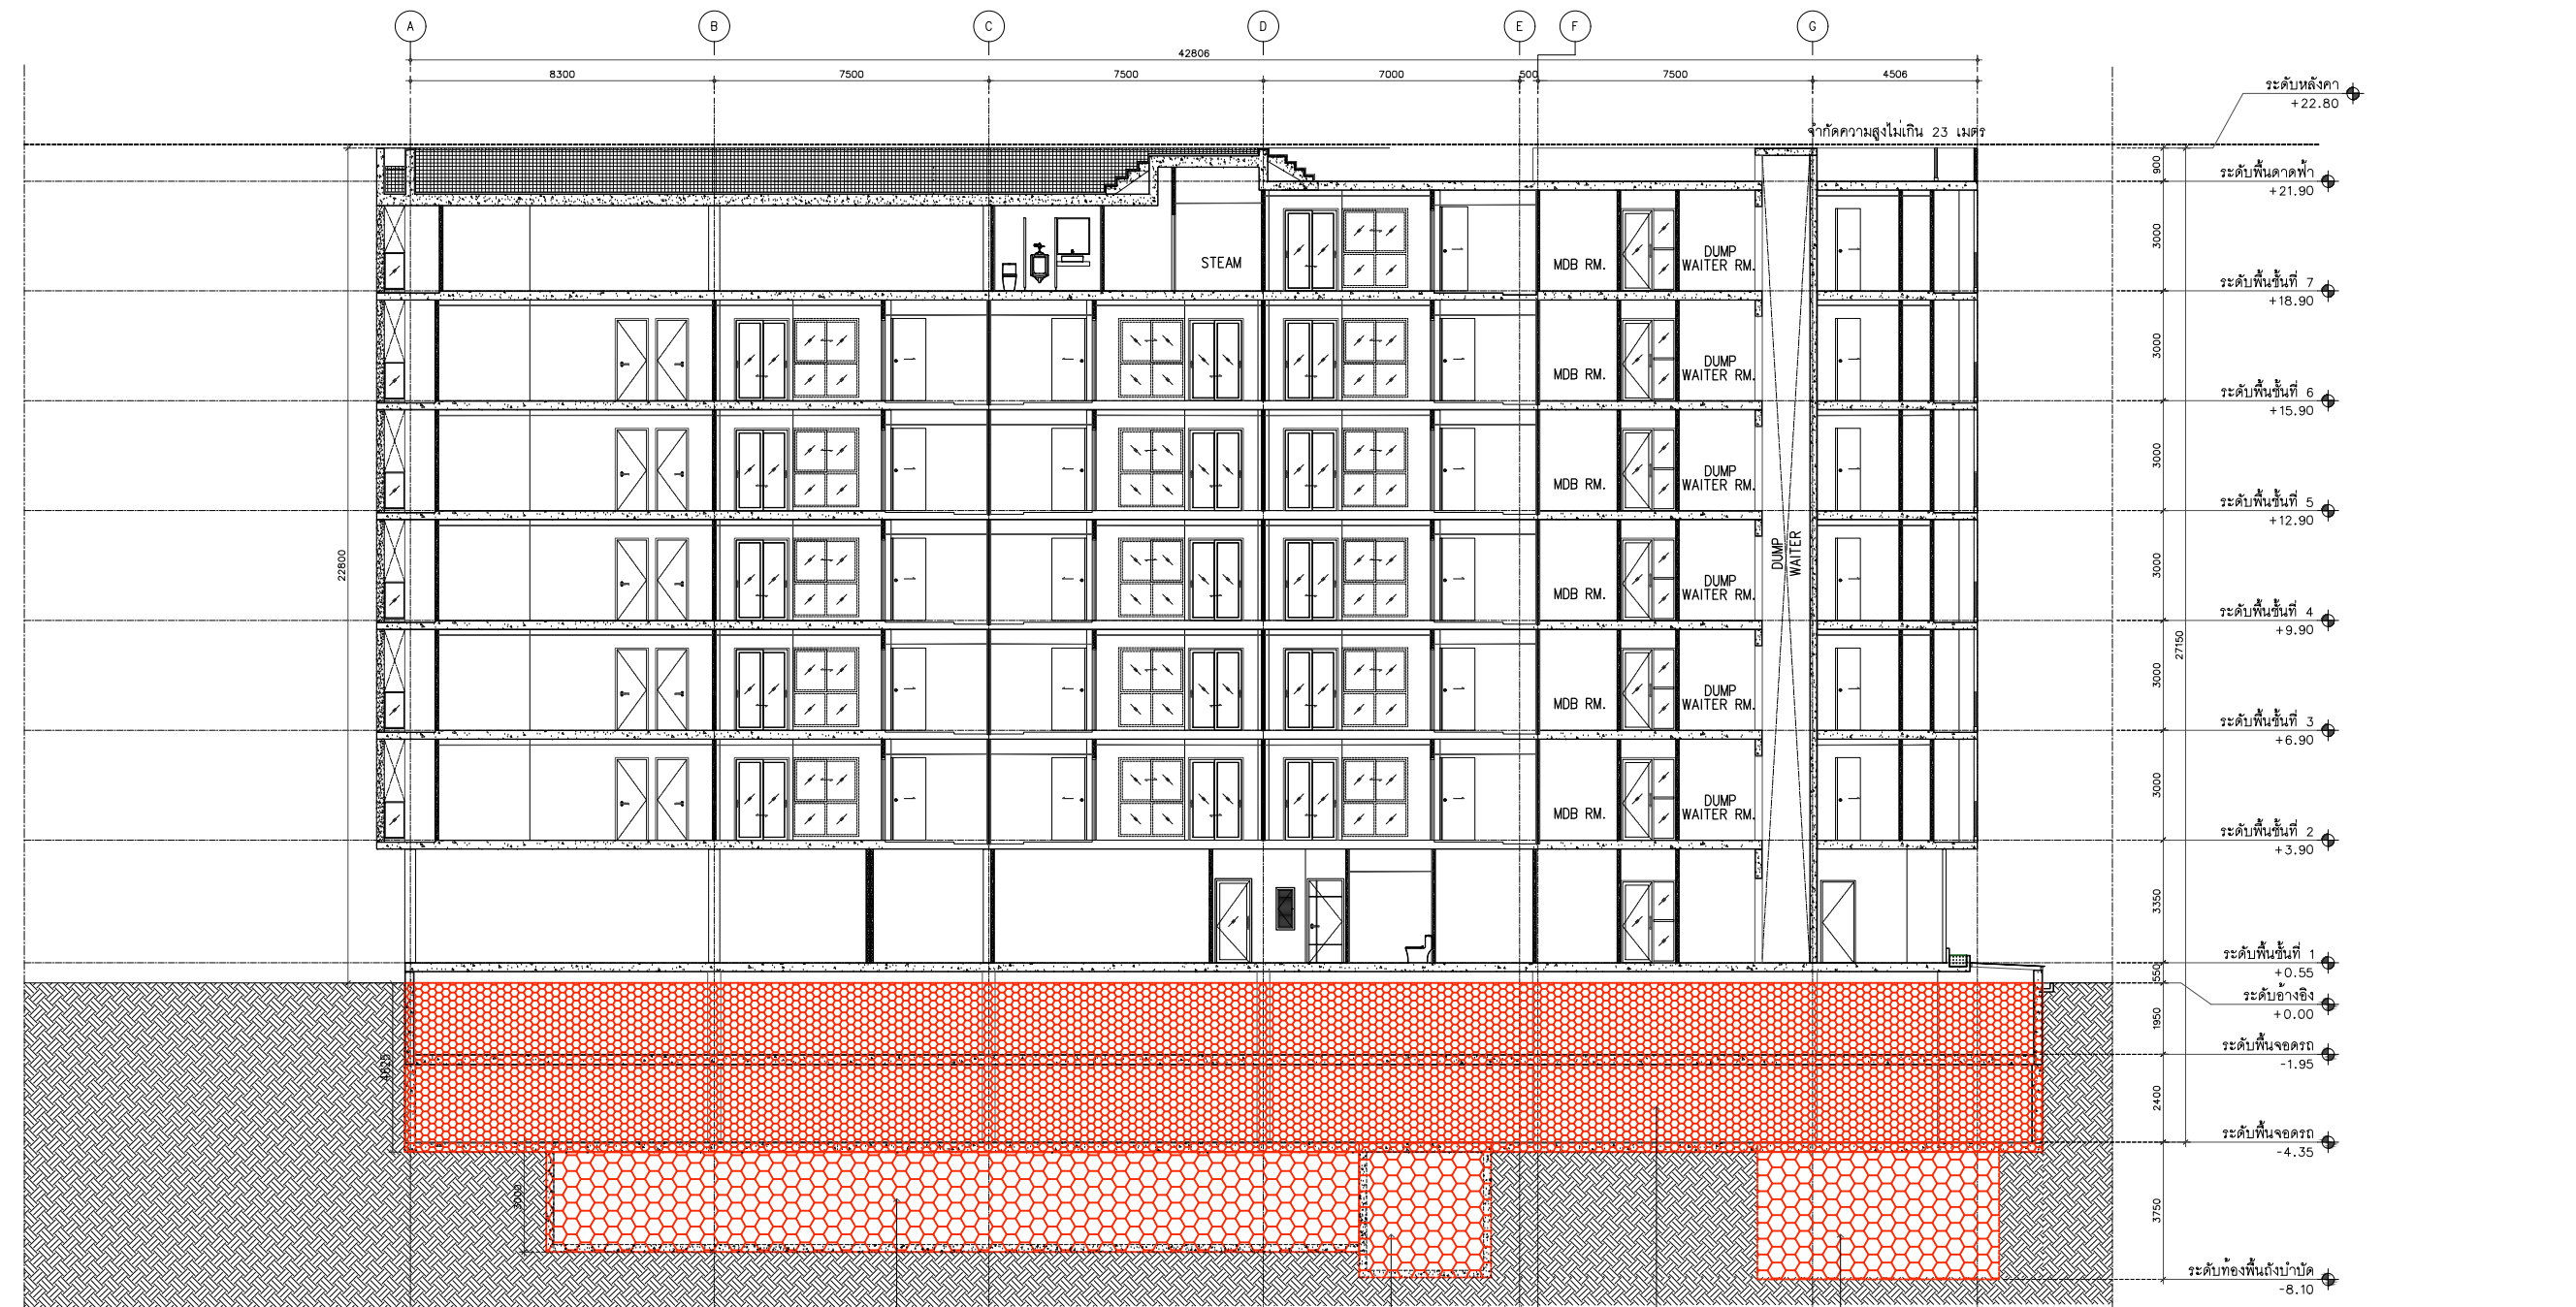 A B C D E F G
42806
8300 7500 7500 7000 500 7500 4506
ระดับหลังคา
+22.80
จำกัดความสูงไม่เกิน 23 เมตร
900
ระดับพื้นดาดฟ้า
+21.90
3000
STEAM
MDB RM.
DUMP
WAITER RM.
ระดับพื้นชั้นที่ 7
+18.90
3000
MDB RM.
DUMP
WAITER RM.
ระดับพื้นชั้นที่ 6
+15.90
3000
MDB RM.
DUMP
WAITER RM.
ระดับพื้นชั้นที่ 5
+12.90
22800
DUMP
WAITER
3000
MDB RM.
DUMP
WAITER RM.
ระดับพื้นชั้นที่ 4
+9.90
27150
3000
MDB RM.
DUMP
WAITER RM.
ระดับพื้นชั้นที่ 3
+6.90
3000
MDB RM.
DUMP
WAITER RM.
ระดับพื้นชั้นที่ 2
+3.90
3350
ระดับพื้นชั้นที่ 1
+0.55
550
ระดับอ้างอิง
+0.00
1950
ระดับพื้นจอดรถ
-1.95
2400
ระดับพื้นจอดรถ
-4.35
3000
3750
ระดับท้องพื้นถังบำบัด
-8.10